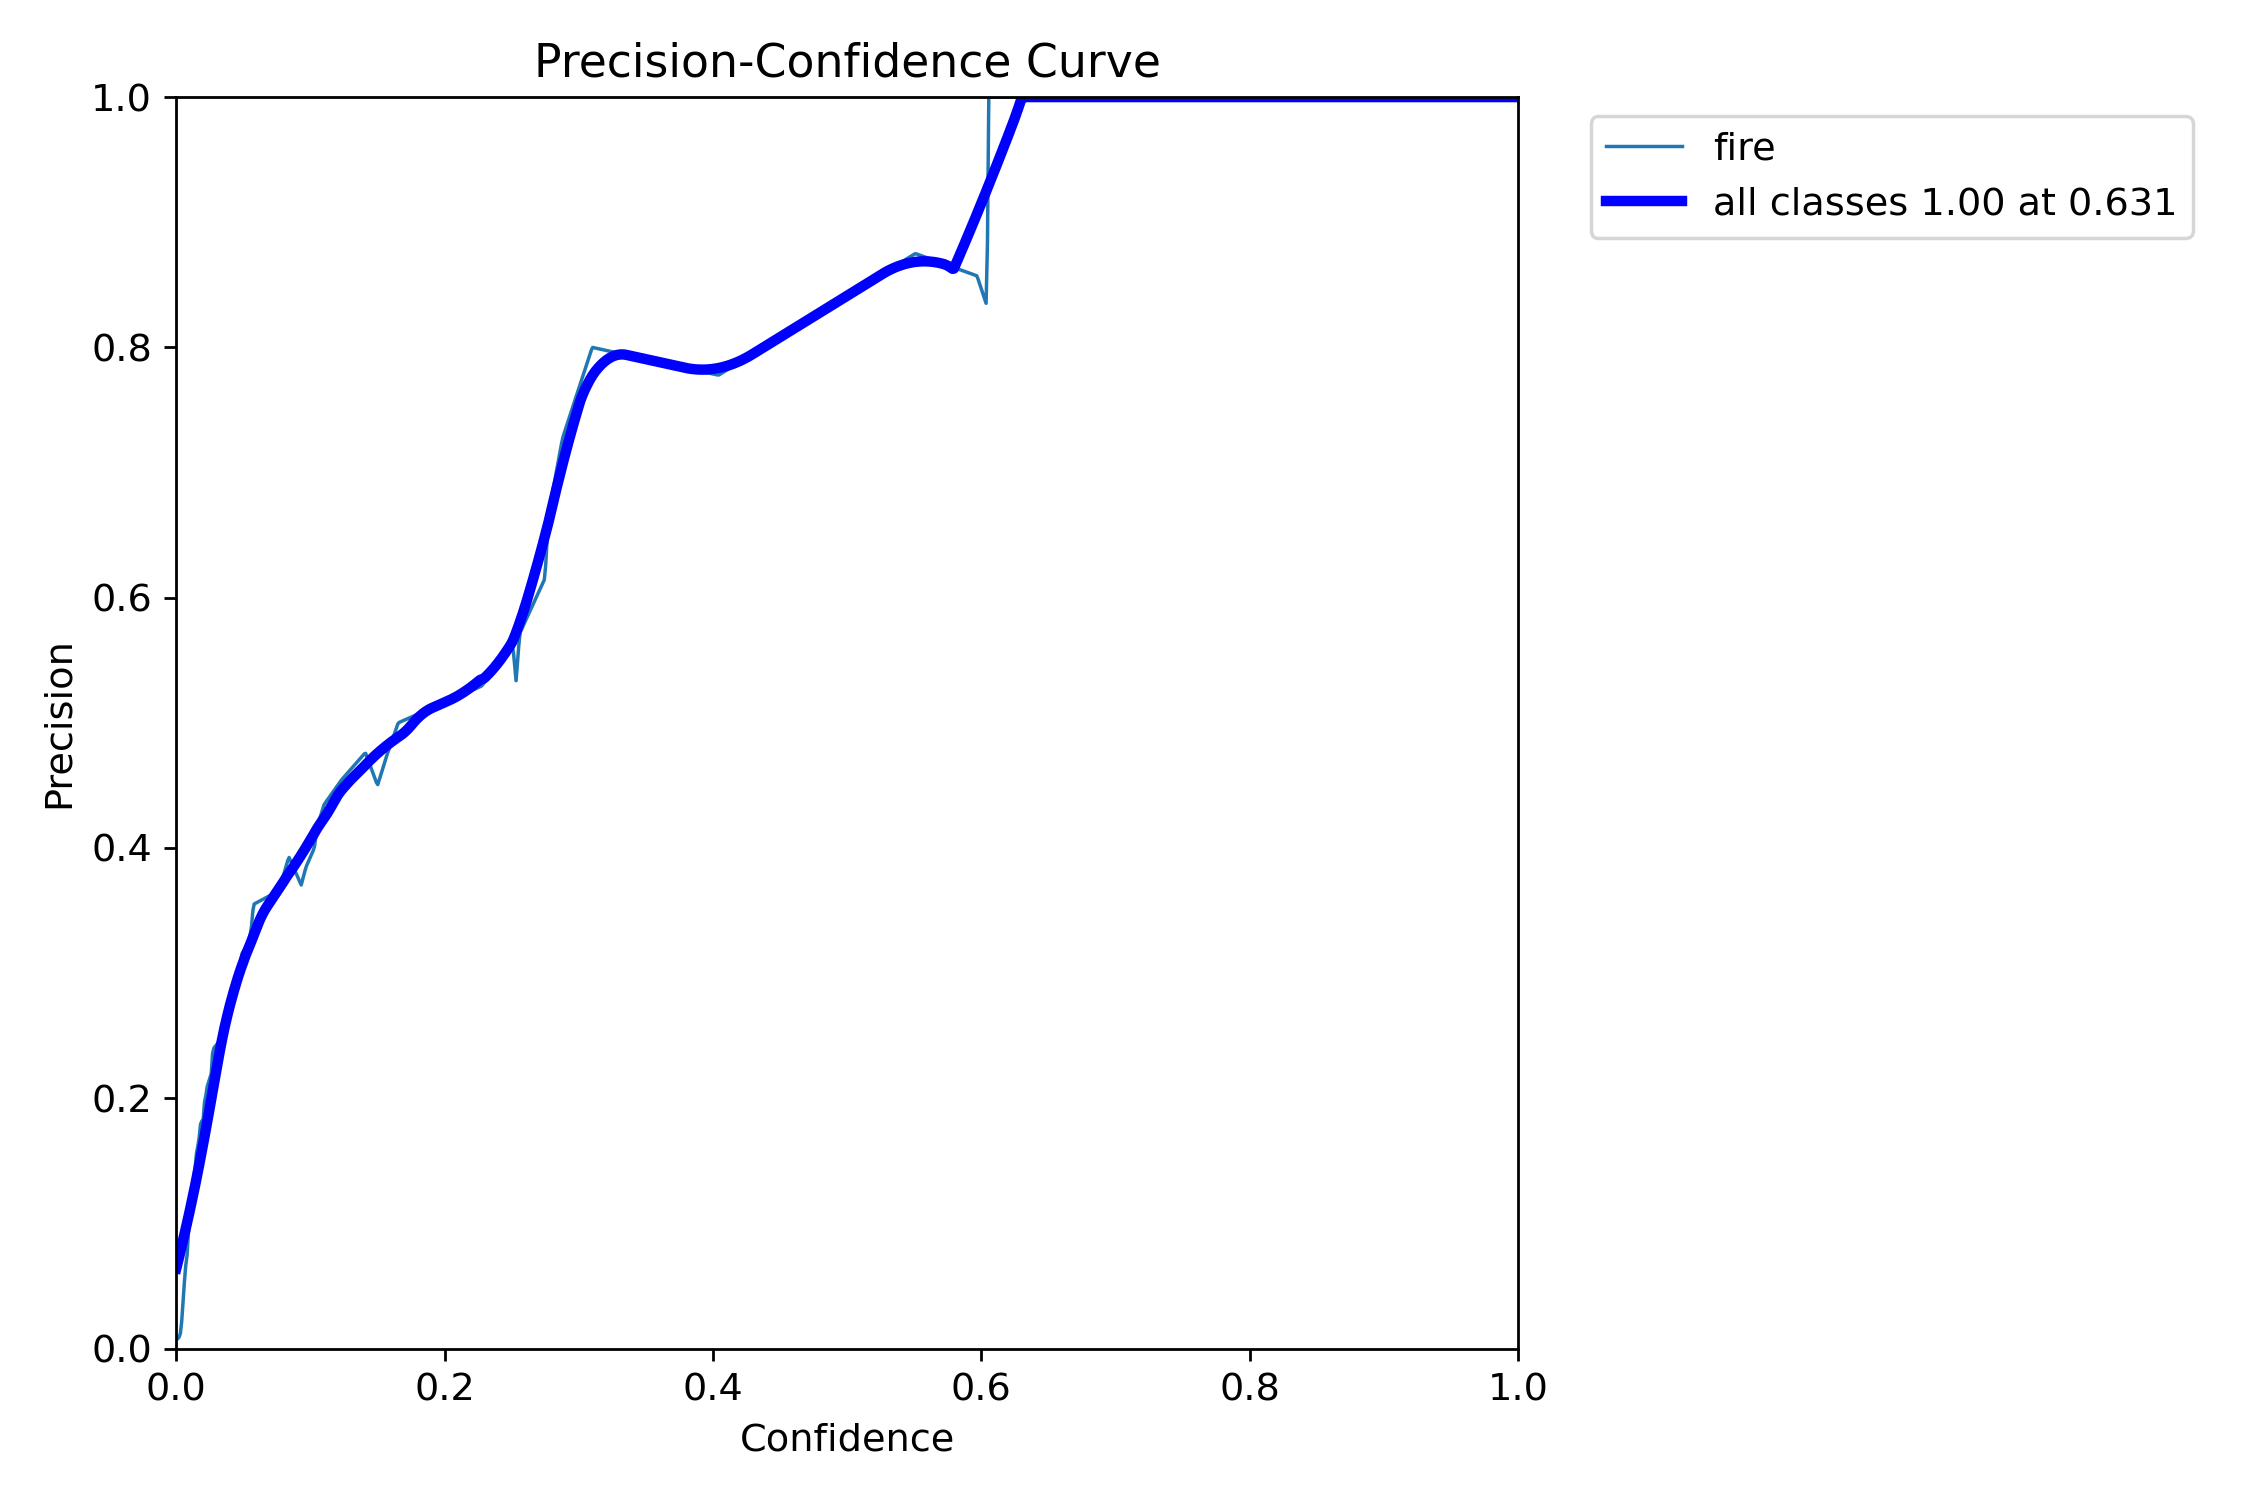 Precision-Confidence Curve
1.0
0.8
0.6
0.4
0.2
0.0
Precision
0.0 0.2 0.4 0.6 0.8 1.0
Confidence
fire
all classes 1.00 at 0.631